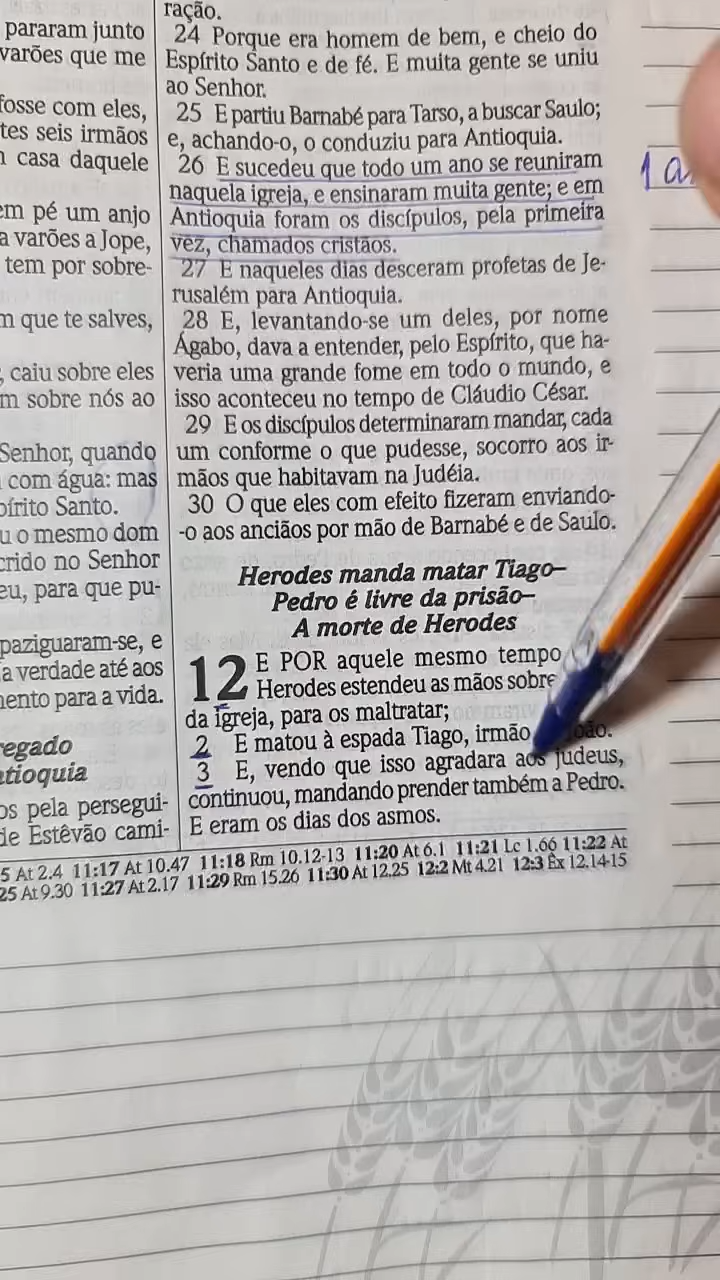 pararam junto
varões que me
fosse com eles,
tes seis irmãos
casa daquele
em pé um anjo
a varões a Jope,
tem por sobre-
m que te salves,
, caiu sobre eles
m sobre nós ao
Senhor, quando
com água: mas
pírito Santo.
u o mesmo dom
crido no Senhor
eu, para que pu-
paziguaram-se, e
a verdade até aos
mento para a vida.
regado
tioquia
os pela persegui-
de Estêvão cami-
ração.
24 Porque era homem de bem, e cheio do
Espírito Santo e de fé. E muita gente se uniu
ao Senhor.
25 E partiu Barnabé para Tarso, a buscar Saulo;
e, achando-o, o conduziu para Antioquia.
26 E sucedeu que todo um ano se reuniram
naquela igreja, e ensinaram muita gente; e em
Antioquia foram os discípulos, pela primeira
vez, chamados cristãos.
27 E naqueles dias desceram profetas de Je-
rusalém para Antioquia.
28 E, levantando-se um deles, por nome
Ágabo, dava a entender, pelo Espírito, que ha-
veria uma grande fome em todo o mundo, e
isso aconteceu no tempo de Cláudio César.
29 E os discípulos determinaram mandar, cada
um conforme o que pudesse, socorro aos ir-
mãos que habitavam na Judéia.
30 O que eles com efeito fizeram enviando-
-o aos anciãos por mão de Barnabé e de Saulo.
Herodes manda matar Tiago–
Pedro é livre da prisão–
A morte de Herodes
12 E POR aquele mesmo tempo
Herodes estendeu as mãos sobre
da igreja, para os maltratar;
2 E matou à espada Tiago, irmão
3 E, vendo que isso agradara aos judeus,
continuou, mandando prender também a Pedro.
E eram os dias dos asmos.
5 At 2.4 11:17 At 10.47 11:18 Rm 10.12-13 11:20 At 6.1 11:21 Lc 1.66 11:22 At
25 At 9.30 11:27 At 2.17 11:29 Rm 15.26 11:30 At 12.25 12:2 Mt 4.21 12:3 Êx 12.14-15
1 a